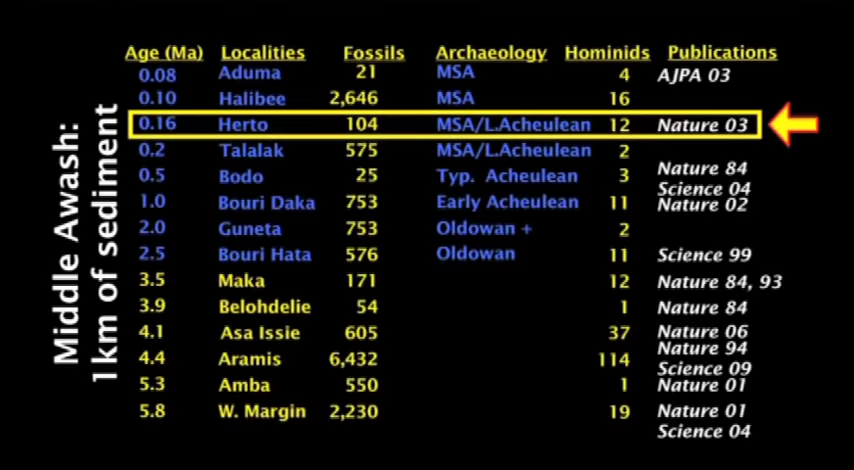 Middle Awash:
1km of sediment
Age (Ma) Localities Fossils Archaeology Hominids Publications
0.08 Aduma 21 MSA 4 AJPA 03
0.10 Halibee 2,646 MSA 16
0.16 Herto 104 MSA/L.Acheulean 12 Nature 03
0.2 Talalak 575 MSA/L.Acheulean 2
0.5 Bodo 25 Typ. Acheulean 3 Nature 84
Science 04
1.0 Bouri Daka 753 Early Acheulean 11 Nature 02
2.0 Guneta 753 Oldowan + 2
2.5 Bouri Hata 576 Oldowan 11 Science 99
3.5 Maka 171 12 Nature 84, 93
3.9 Belohdelie 54 1 Nature 84
4.1 Asa Issie 605 37 Nature 06
4.4 Aramis 6,432 114 Nature 94
Science 09
5.3 Amba 550 1 Nature 01
5.8 W. Margin 2,230 19 Nature 01
Science 04